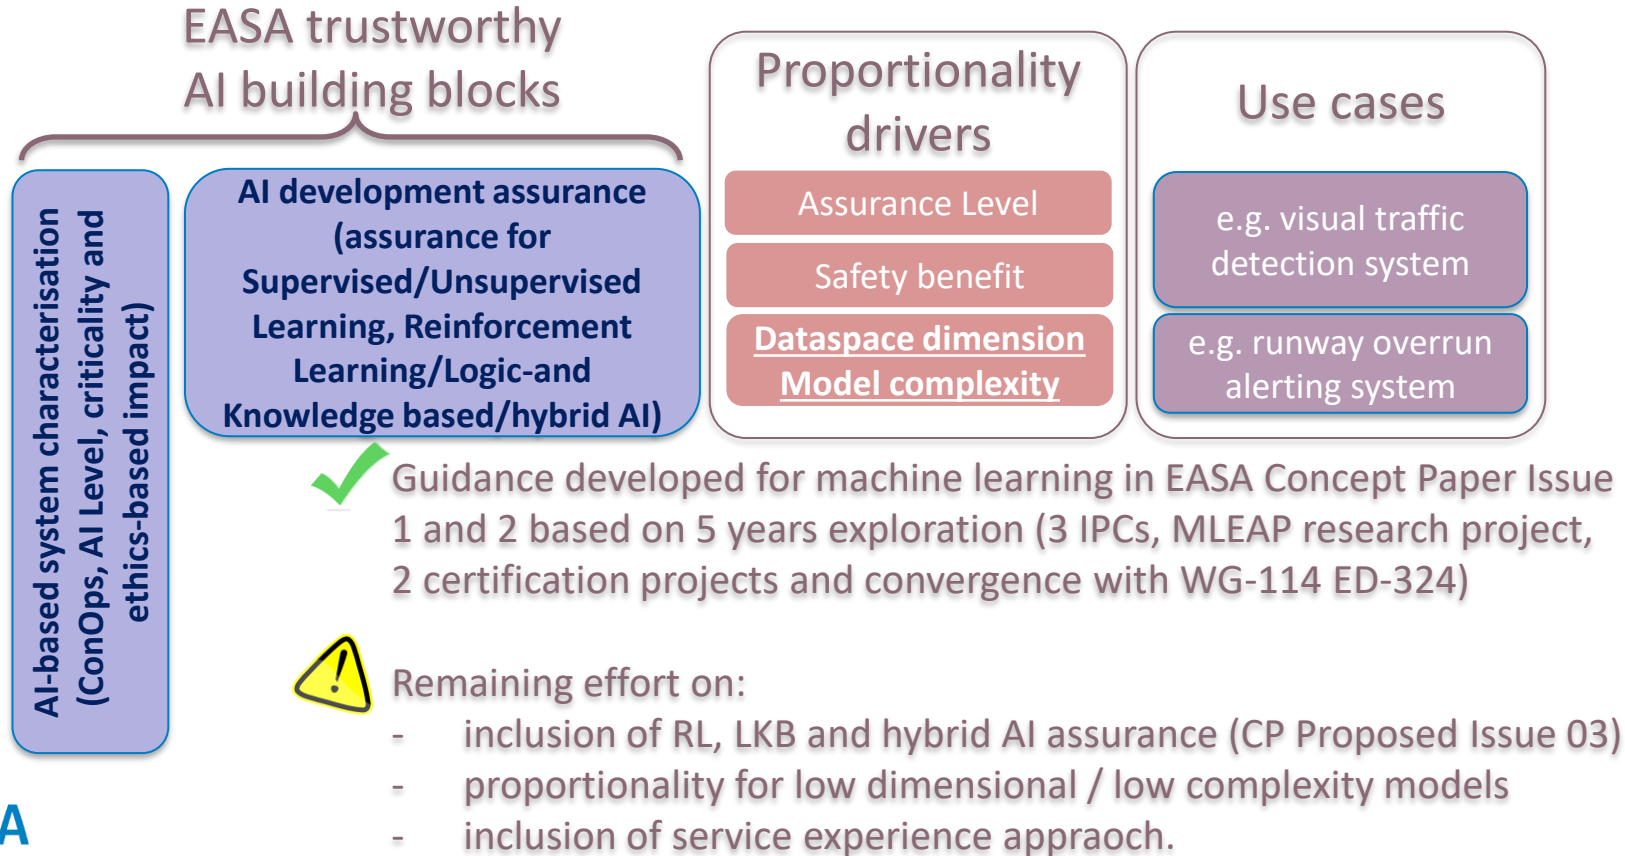 EASA trustworthy
AI building blocks
Proportionality
drivers
Use cases
AI-based system characterisation
(ConOps, AI Level, criticality and
ethics-based impact)
AI development assurance
(assurance for
Supervised/Unsupervised
Learning, Reinforcement
Learning/Logic-and
Knowledge based/hybrid AI)
Assurance Level
Safety benefit
Dataspace dimension
Model complexity
e.g. visual traffic
detection system
e.g. runway overrun
alerting system
Guidance developed for machine learning in EASA Concept Paper Issue
1 and 2 based on 5 years exploration (3 IPCs, MLEAP research project,
2 certification projects and convergence with WG-114 ED-324)
Remaining effort on:
- inclusion of RL, LKB and hybrid AI assurance (CP Proposed Issue 03)
- proportionality for low dimensional / low complexity models
- inclusion of service experience appraoch.
A